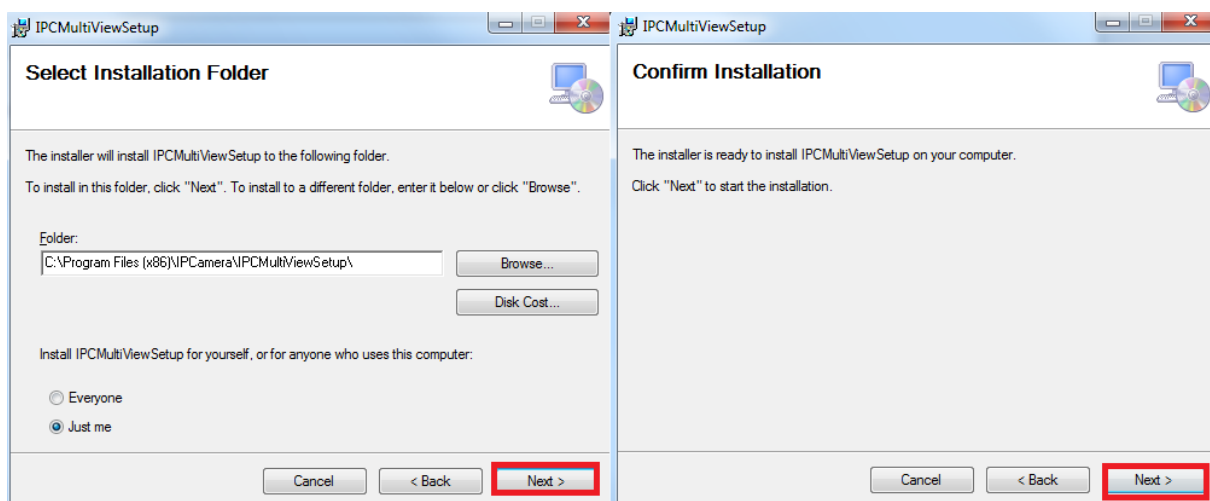 IPCMultiViewSetup
Select Installation Folder
The installer will install IPCMultiViewSetup to the following folder.
To install in this folder, click "Next". To install to a different folder, enter it below or click "Browse".
Folder:
C:\Program Files (x86)\IPCamera\IPCMultiViewSetup\
Browse...
Disk Cost...
Install IPCMultiViewSetup for yourself, or for anyone who uses this computer:
Everyone
Just me
Cancel
< Back
Next >
IPCMultiViewSetup
Confirm Installation
The installer is ready to install IPCMultiViewSetup on your computer.
Click "Next" to start the installation.
Cancel
< Back
Next >